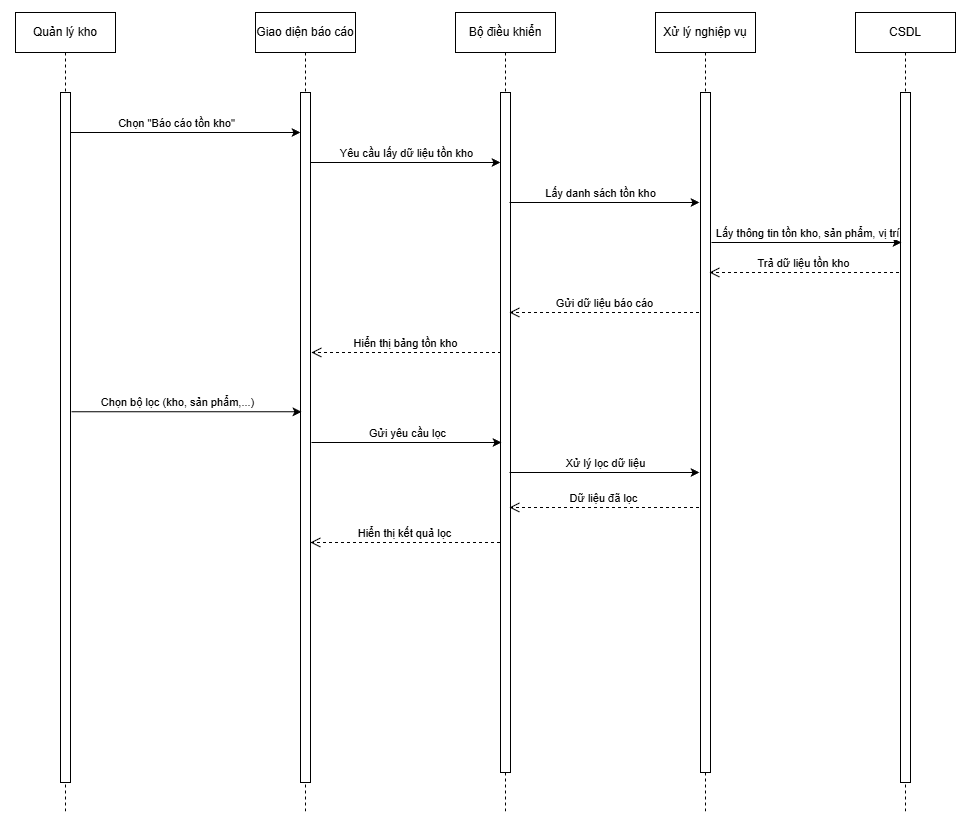 Quản lý kho
Giao diện báo cáo
Bộ điều khiển
Xử lý nghiệp vụ
CSDL
Chọn "Báo cáo tồn kho"
Yêu cầu lấy dữ liệu tồn kho
Lấy danh sách tồn kho
Lấy thông tin tồn kho, sản phẩm, vị trí
Trả dữ liệu tồn kho
Gửi dữ liệu báo cáo
Hiển thị bảng tồn kho
Chọn bộ lọc (kho, sản phẩm,...)
Gửi yêu cầu lọc
Xử lý lọc dữ liệu
Dữ liệu đã lọc
Hiển thị kết quả lọc